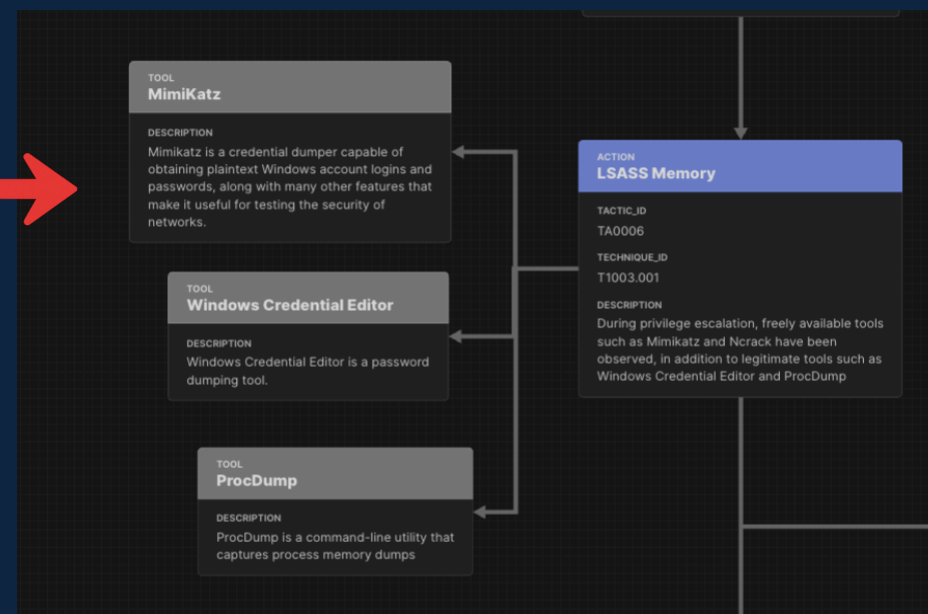 TOOL
MimiKatz
DESCRIPTION
Mimikatz is a credential dumper capable of
obtaining plaintext Windows account logins and
passwords, along with many other features that
make it useful for testing the security of
networks.
TOOL
Windows Credential Editor
DESCRIPTION
Windows Credential Editor is a password
dumping tool.
TOOL
ProcDump
DESCRIPTION
ProcDump is a command-line utility that
captures process memory dumps
ACTION
LSASS Memory
TACTIC_ID
TA0006
TECHNIQUE_ID
T1003.001
DESCRIPTION
During privilege escalation, freely available tools
such as Mimikatz and Ncrack have been
observed, in addition to legitimate tools such as
Windows Credential Editor and ProcDump